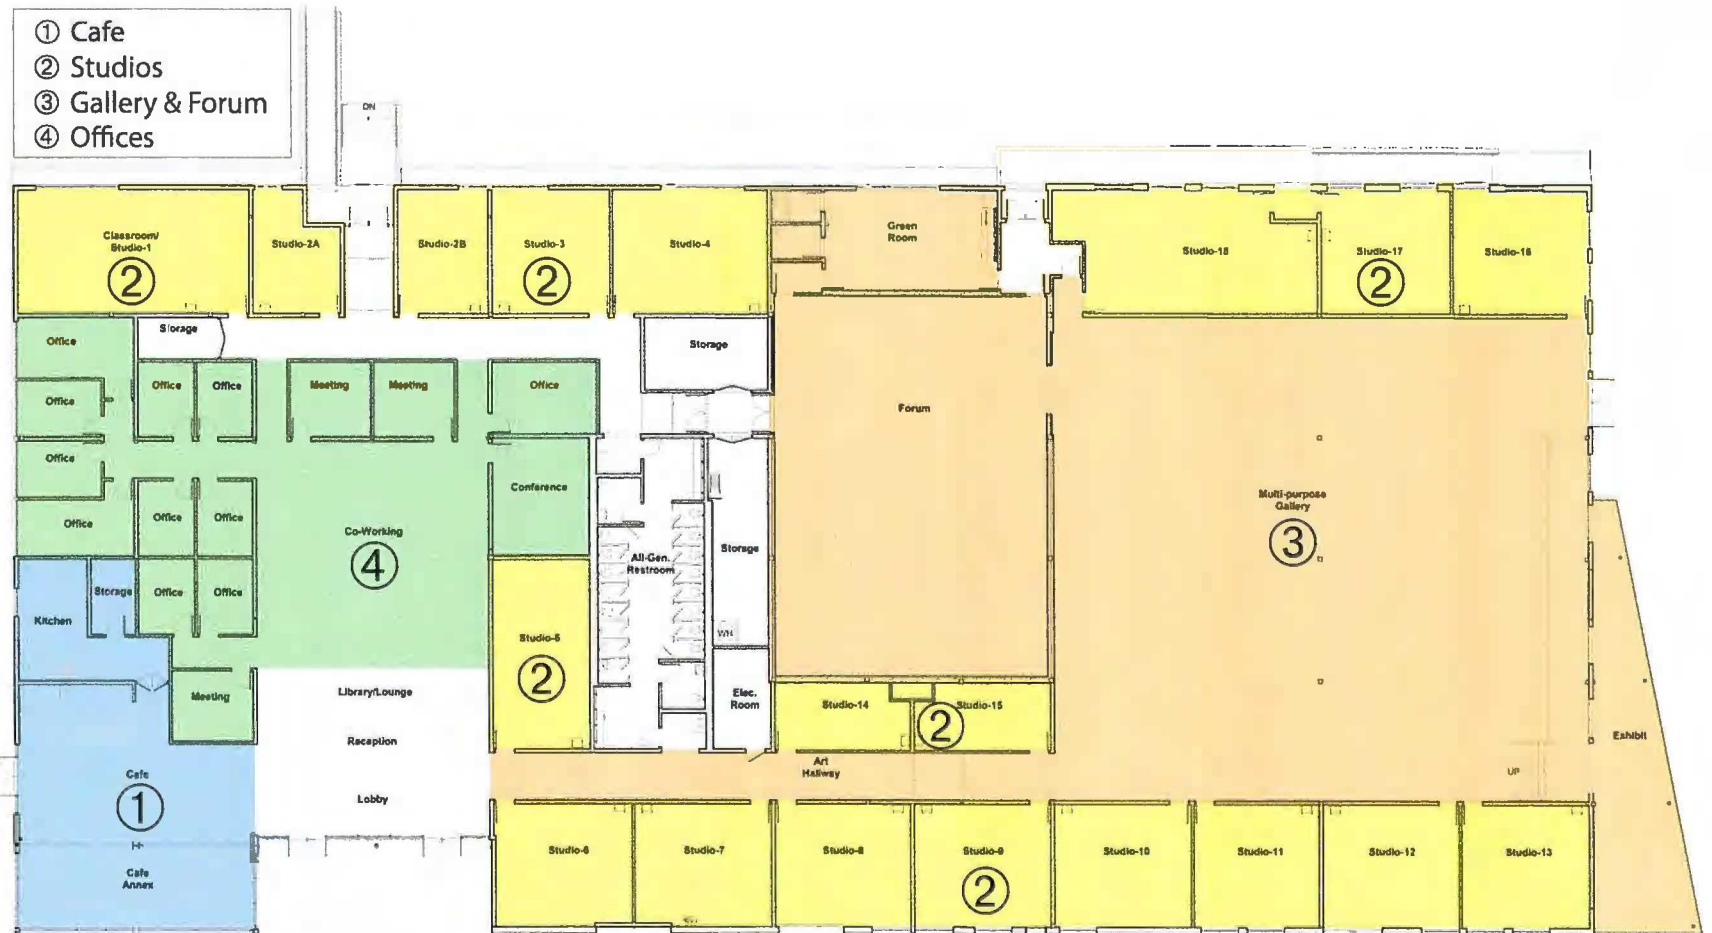 ① Cafe
② Studios
③ Gallery & Forum
④ Offices
DN
Classroom/
Studio-1
②
Studio-2A
Studio-2B
Studio-3
②
Studio-4
Green
Room
Studio-18
Studio-17
②
Studio-16
Office
Storage
Storage
Office
Office
Office
Meeting
Meeting
Office
Office
Forum
Office
Conference
Office
Office
Office
Co-Working
④
Multi-purpose
Gallery
③
Storage
All-Gen.
Restroom
Kitchen
Storage
Office
Office
Studio-5
②
WH
Meeting
Library/Lounge
Elec.
Room
Studio-14
Studio-15
②
Reception
Exhibit
Art
Hallway
UP
Cafe
①
Lobby
Cafe
Annex
Studio-6
Studio-7
Studio-8
Studio-9
②
Studio-10
Studio-11
Studio-12
Studio-13